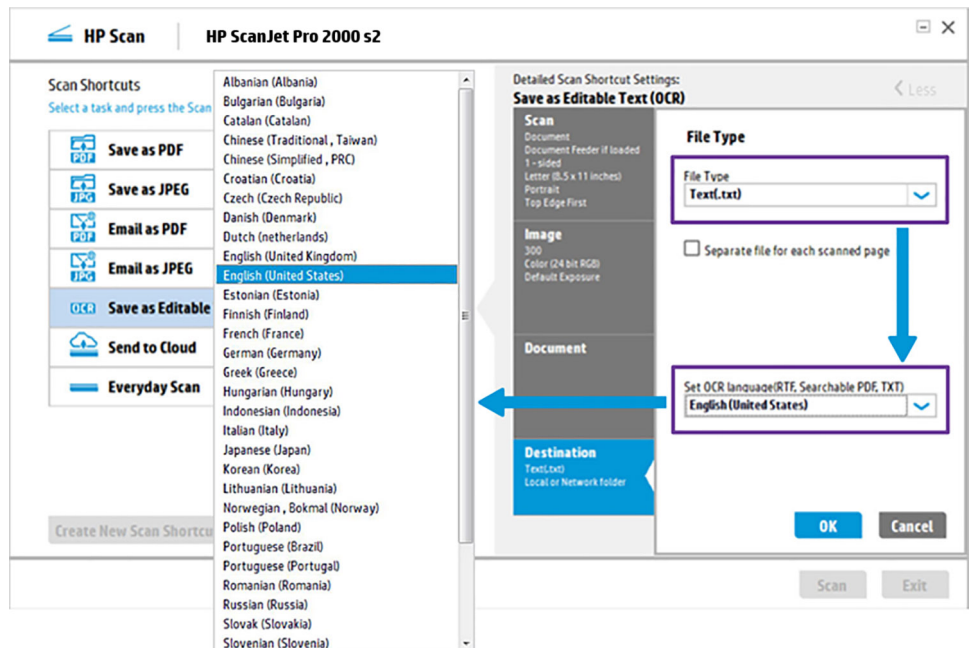 HP Scan
HP ScanJet Pro 2000 s2
Scan Shortcuts
Select a task and press the Scan
PDF
Save as PDF
JPG
Save as JPEG
PDF
Email as PDF
JPG
Email as JPEG
OCR
Save as Editable
Send to Cloud
Everyday Scan
Create New Scan Shortcu
Albanian (Albania)
Bulgarian (Bulgaria)
Catalan (Catalan)
Chinese (Traditional , Taiwan)
Chinese (Simplified , PRC)
Croatian (Croatia)
Czech (Czech Republic)
Danish (Denmark)
Dutch (netherlands)
English (United Kingdom)
English (United States)
Estonian (Estonia)
Finnish (Finland)
French (France)
German (Germany)
Greek (Greece)
Hungarian (Hungary)
Indonesian (Indonesia)
Italian (Italy)
Japanese (Japan)
Korean (Korea)
Lithuanian (Lithuania)
Norwegian , Bokmal (Norway)
Polish (Poland)
Portuguese (Brazil)
Portuguese (Portugal)
Romanian (Romania)
Russian (Russia)
Slovak (Slovakia)
Slovenian (Slovenia)
Detailed Scan Shortcut Settings:
Save as Editable Text (OCR)
Less
Scan
Document
Document Feeder if loaded
1-sided
Letter (8.5 x 11 inches)
Portrait
Top Edge First
Image
300
Color (24 bit RGB)
Default Exposure
Document
Destination
Text(.txt)
Local or Network folder
File Type
File Type
Text(.txt)
Separate file for each scanned page
Set OCR language(RTF, Searchable PDF, TXT)
English (United States)
OK
Cancel
Scan
Exit